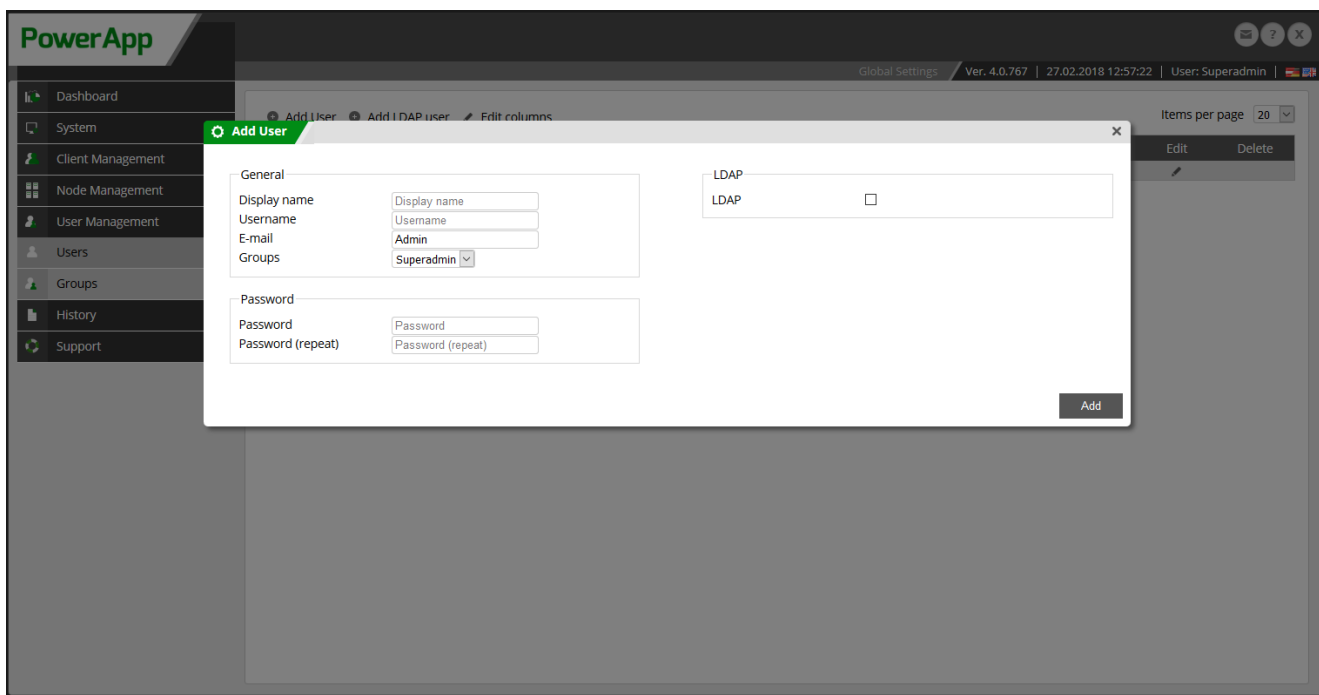 PowerApp
Global Settings Ver. 4.0.767 | 27.02.2018 12:57:22 | User: Superadmin |
Dashboard
System
Client Management
Node Management
User Management
Users
Groups
History
Support
Add User Add LDAP user Edit columns
Items per page 20
Edit Delete
Add User
General
Display name Display name
Username Username
E-mail Admin
Groups Superadmin
Password
Password Password
Password (repeat) Password (repeat)
LDAP
LDAP
Add